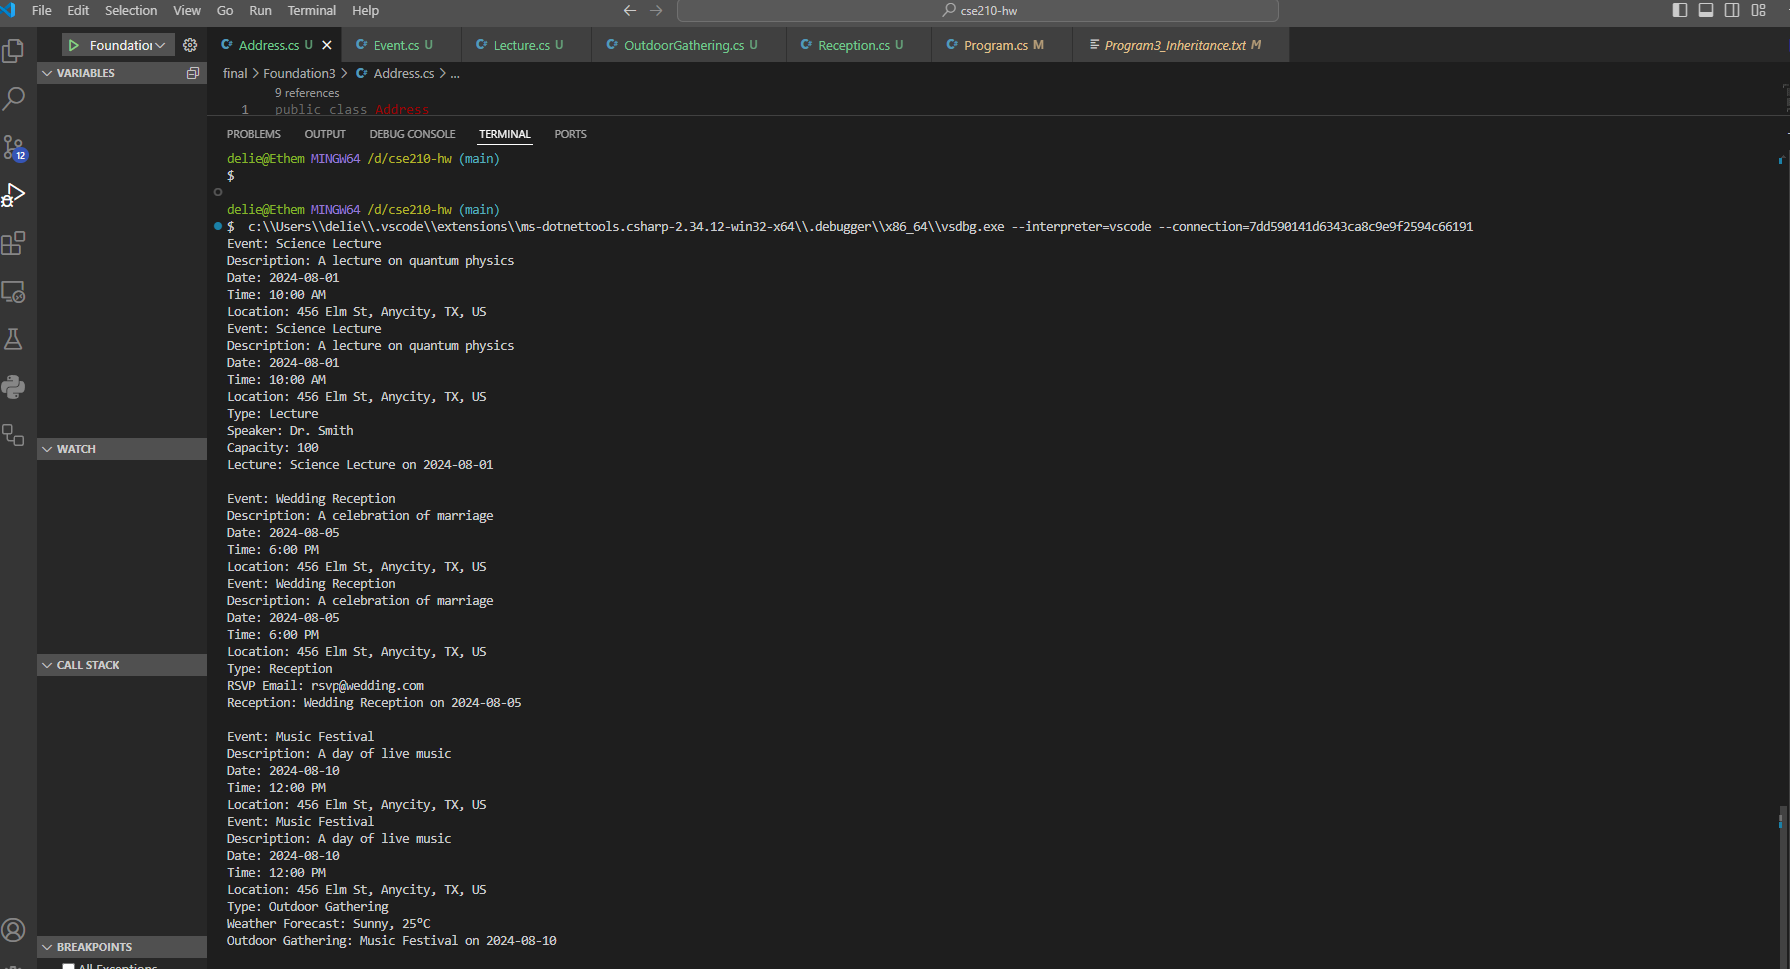 File Edit Selection View Go Run Terminal Help
cse210-hw
Address.cs U
Event.cs U
Lecture.cs U
OutdoorGathering.cs U
Reception.cs U
Program.cs M
Program3_Inheritance.txt M
VARIABLES
final > Foundation3 > Address.cs > ...
9 references
1 public class Address
PROBLEMS OUTPUT DEBUG CONSOLE TERMINAL PORTS
delie@Ethem MINGW64 /d/cse210-hw (main)
$
delie@Ethem MINGW64 /d/cse210-hw (main)
$  c:\\Users\\delie\\.vscode\\extensions\\ms-dotnettools.csharp-2.34.12-win32-x64\\.debugger\\x86_64\\vsdbg.exe --interpreter=vscode --connection=7dd590141d6343ca8c9e9f2594c66191
Event: Science Lecture
Description: A lecture on quantum physics
Date: 2024-08-01
Time: 10:00 AM
Location: 456 Elm St, Anycity, TX, US
Event: Science Lecture
Description: A lecture on quantum physics
Date: 2024-08-01
Time: 10:00 AM
Location: 456 Elm St, Anycity, TX, US
Type: Lecture
Speaker: Dr. Smith
Capacity: 100
Lecture: Science Lecture on 2024-08-01
Event: Wedding Reception
Description: A celebration of marriage
Date: 2024-08-05
Time: 6:00 PM
Location: 456 Elm St, Anycity, TX, US
Event: Wedding Reception
Description: A celebration of marriage
Date: 2024-08-05
Time: 6:00 PM
Location: 456 Elm St, Anycity, TX, US
Type: Reception
RSVP Email: rsvp@wedding.com
Reception: Wedding Reception on 2024-08-05
Event: Music Festival
Description: A day of live music
Date: 2024-08-10
Time: 12:00 PM
Location: 456 Elm St, Anycity, TX, US
Event: Music Festival
Description: A day of live music
Date: 2024-08-10
Time: 12:00 PM
Location: 456 Elm St, Anycity, TX, US
Type: Outdoor Gathering
Weather Forecast: Sunny, 25°C
Outdoor Gathering: Music Festival on 2024-08-10
12
WATCH
CALL STACK
BREAKPOINTS
All Exceptions